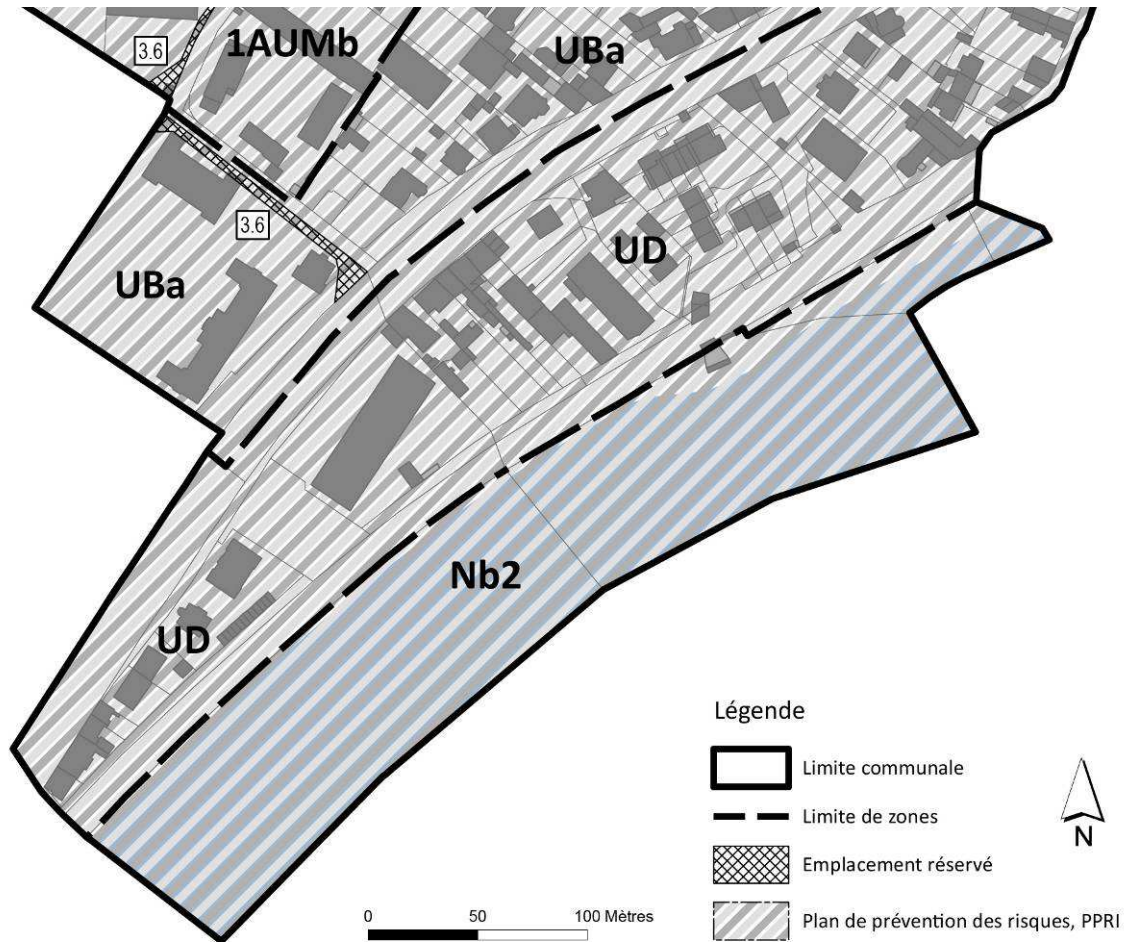 3.6
1AUMb
UBa
3.6
UBa
UD
Nb2
UD
Légende
Limite communale
Limite de zones
Emplacement réservé
Plan de prévention des risques, PPRI
N
0 50 100 Mètres